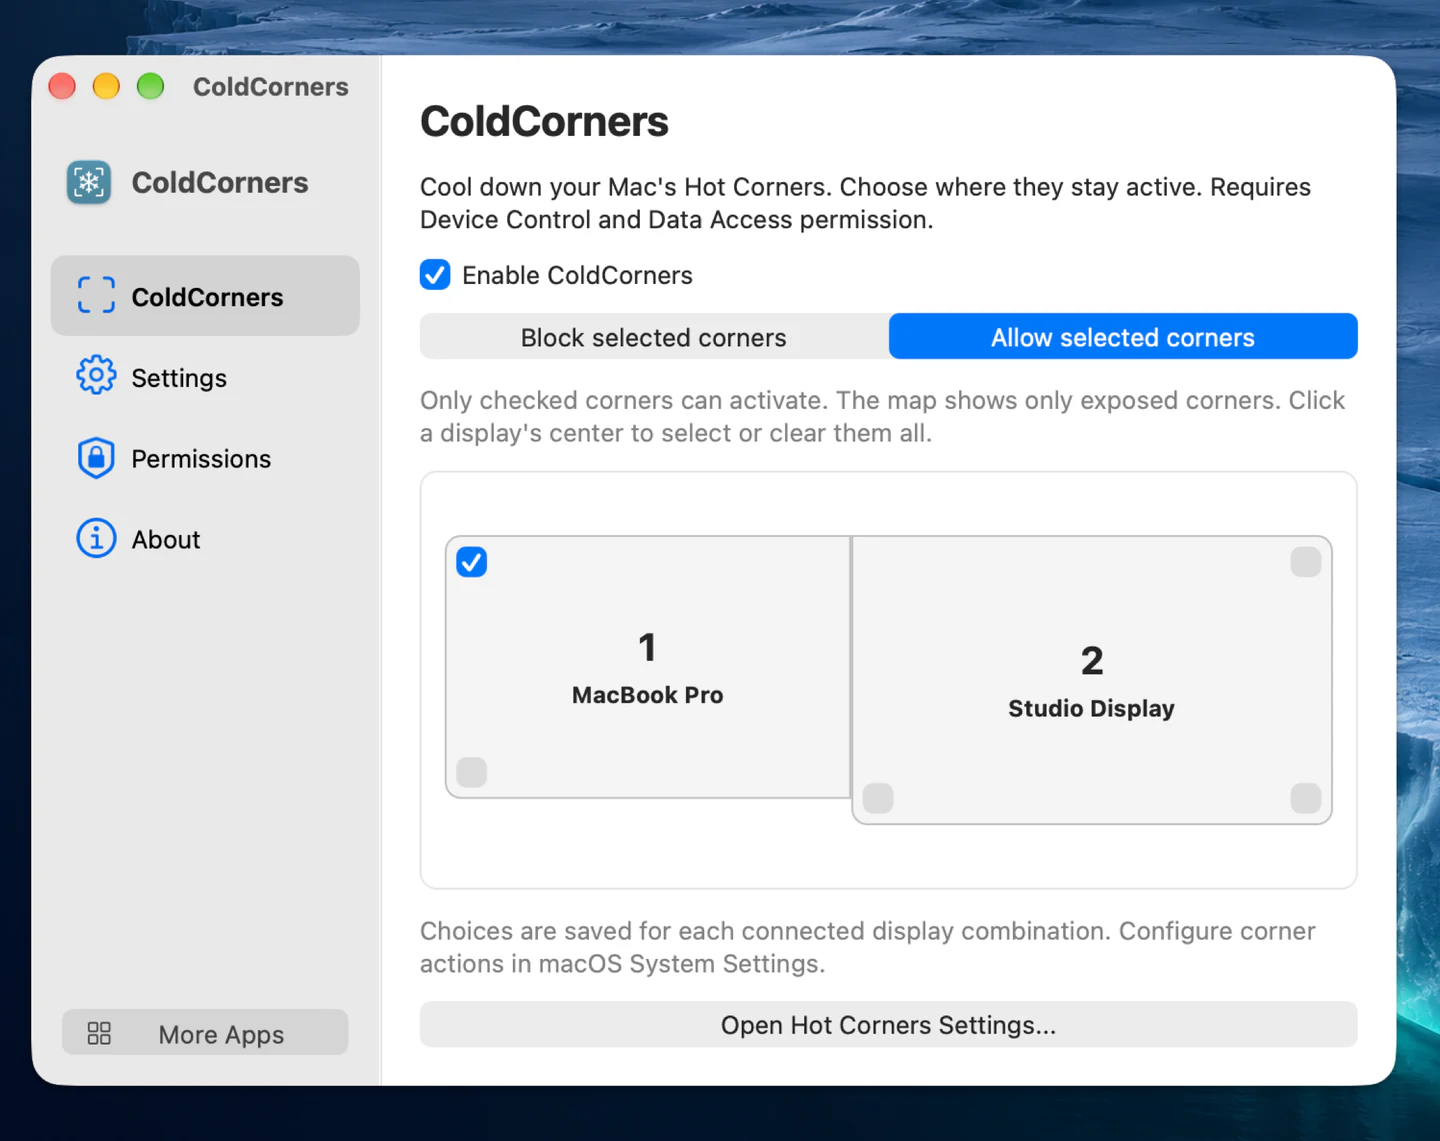 ColdCorners
ColdCorners
ColdCorners
Settings
Permissions
About
More Apps
ColdCorners
Cool down your Mac's Hot Corners. Choose where they stay active. Requires
Device Control and Data Access permission.
Enable ColdCorners
Block selected corners
Allow selected corners
Only checked corners can activate. The map shows only exposed corners. Click
a display's center to select or clear them all.
1
MacBook Pro
2
Studio Display
Choices are saved for each connected display combination. Configure corner
actions in macOS System Settings.
Open Hot Corners Settings...